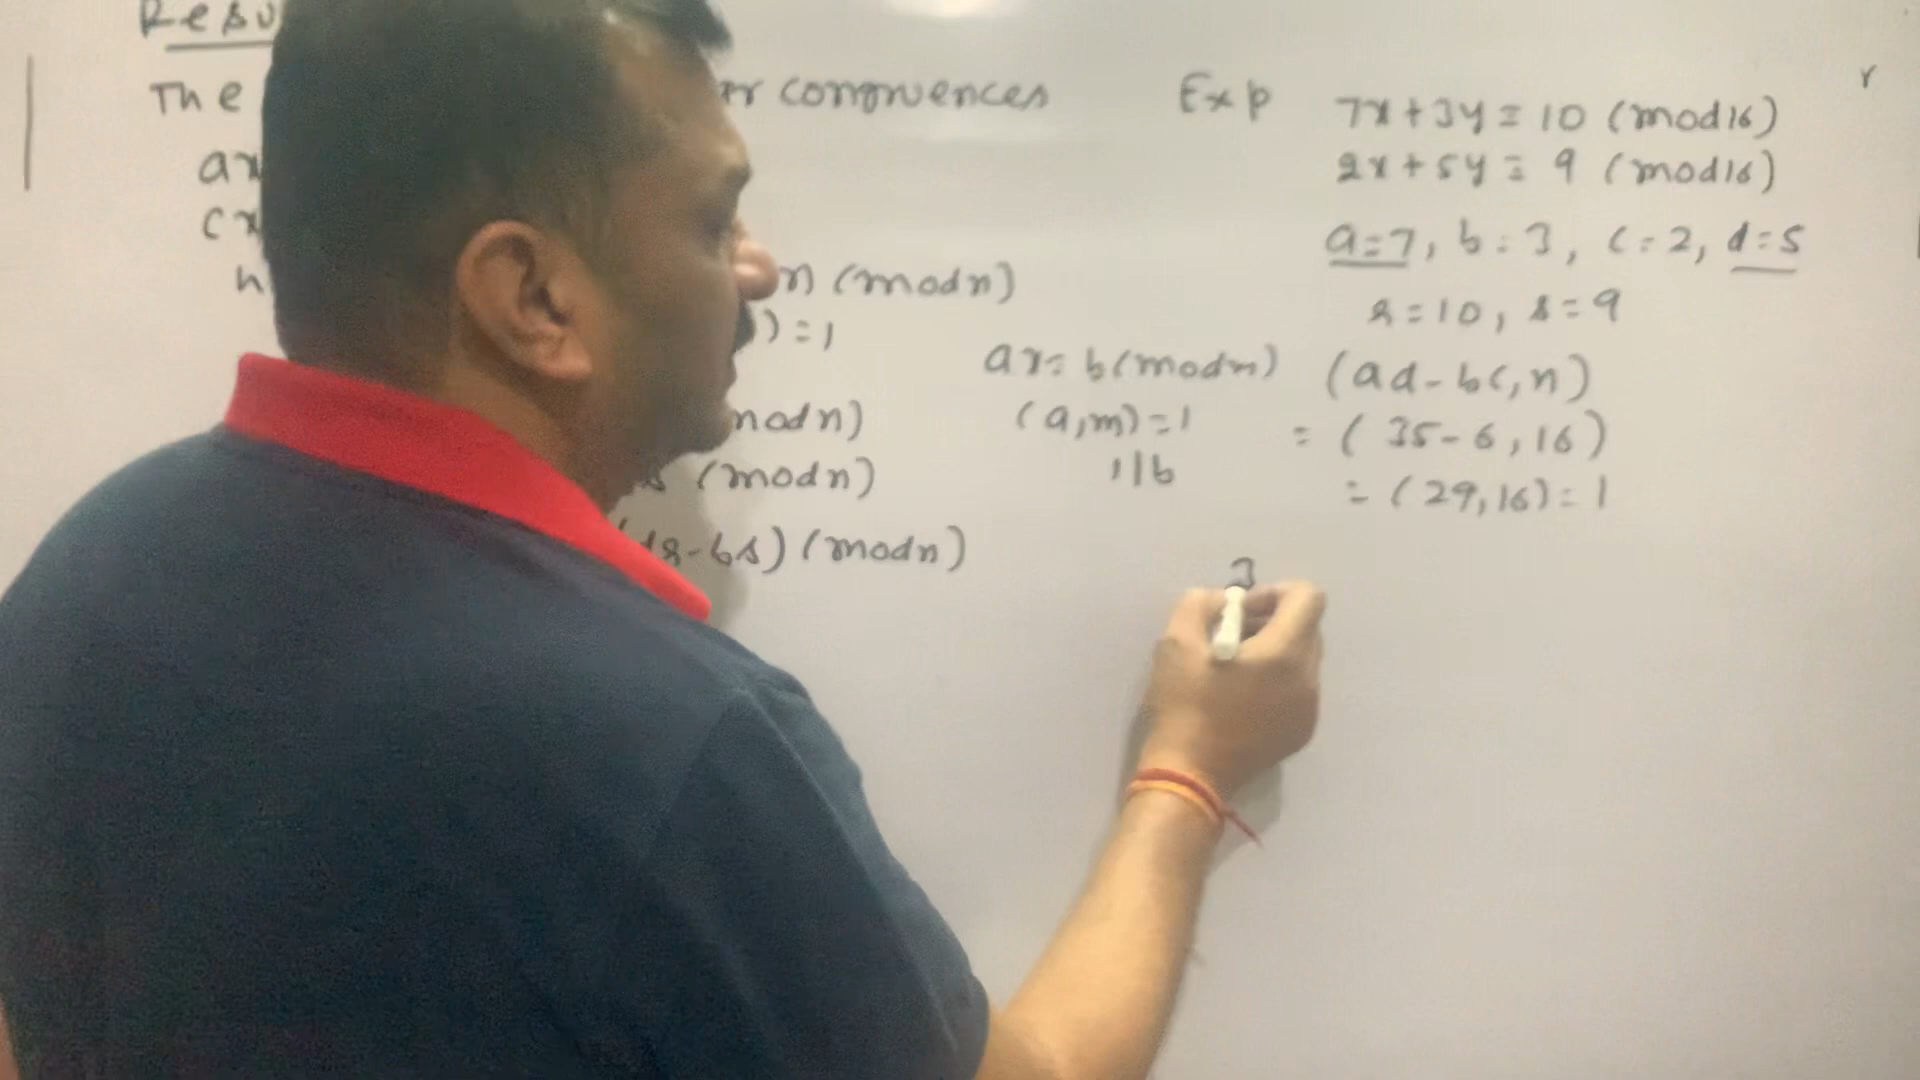 The
congruences
ax
cx
n (mod n)
) = 1
mod n)
s (mod n)
(dr - bs) (mod n)
ax = b (mod m)
(a, m) = 1
1 | b
Exp 7x + 3y ≡ 10 (mod 16)
2x + 5y ≡ 9 (mod 16)
a = 7, b = 3, c = 2, d = 5
r = 10, s = 9
(ad - bc, n)
= (35 - 6, 16)
= (29, 16) = 1